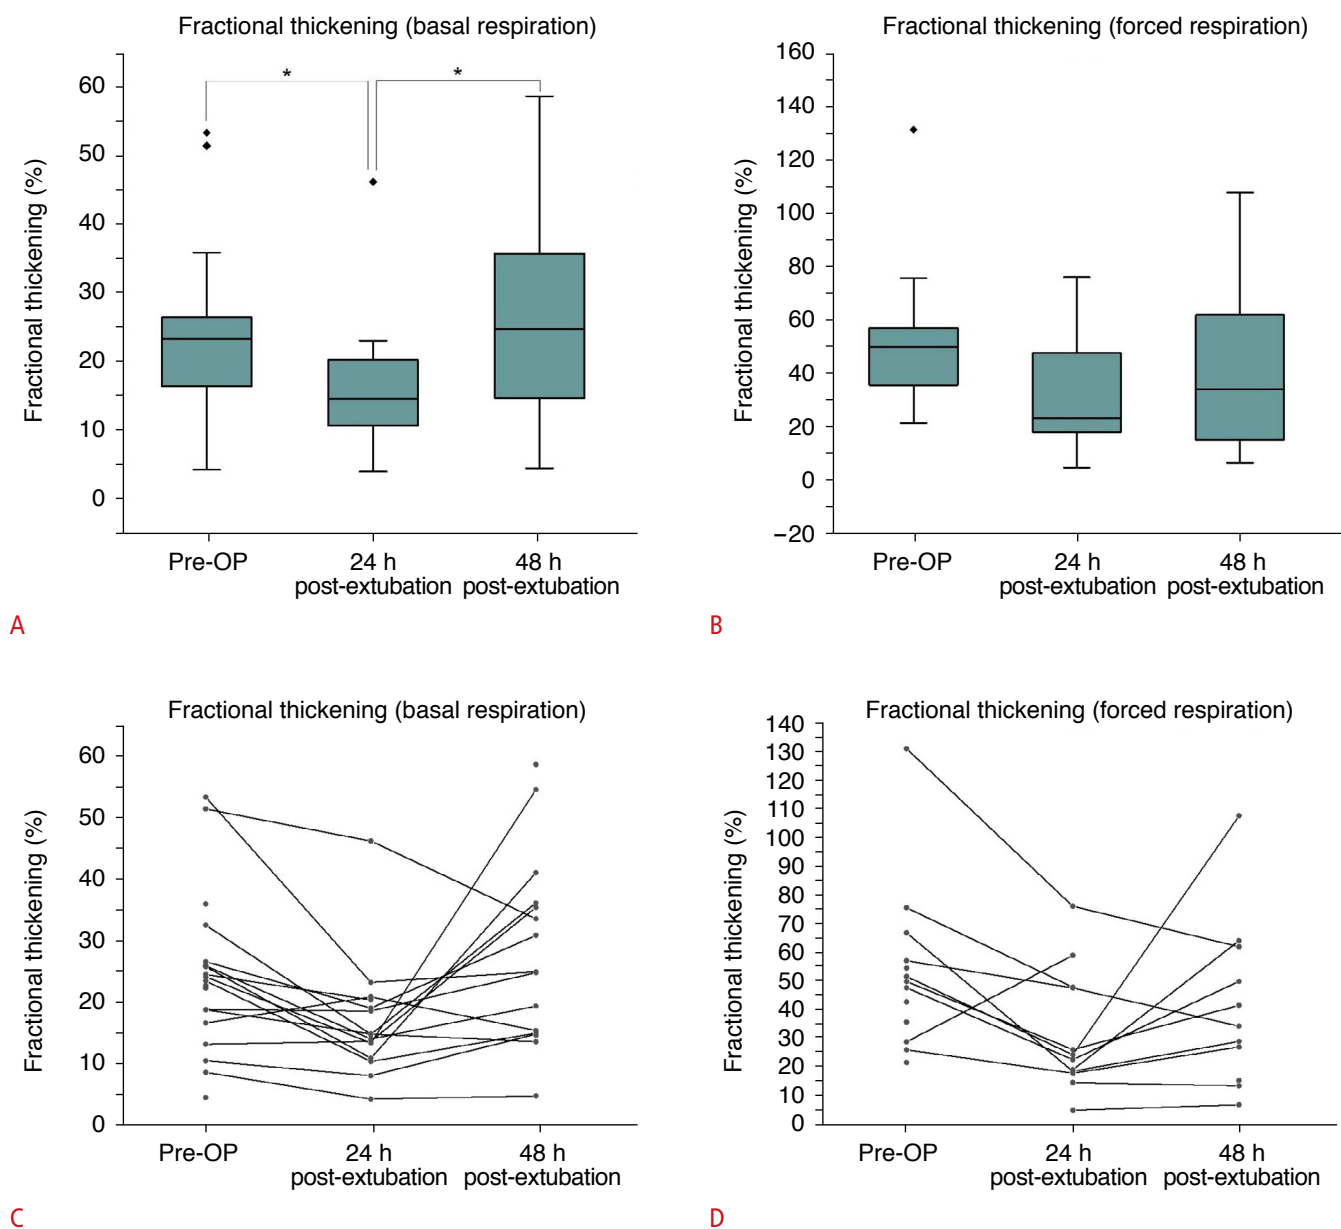 Fractional thickening (basal respiration)
Fractional thickening (%)
60
50
40
30
20
10
0
*
*
Pre-OP
24 h
post-extubation
48 h
post-extubation
A
Fractional thickening (forced respiration)
Fractional thickening (%)
160
140
120
100
80
60
40
20
0
−20
Pre-OP
24 h
post-extubation
48 h
post-extubation
B
Fractional thickening (basal respiration)
Fractional thickening (%)
60
50
40
30
20
10
0
Pre-OP
24 h
post-extubation
48 h
post-extubation
C
Fractional thickening (forced respiration)
Fractional thickening (%)
140
130
120
110
100
90
80
70
60
50
40
30
20
10
0
Pre-OP
24 h
post-extubation
48 h
post-extubation
D